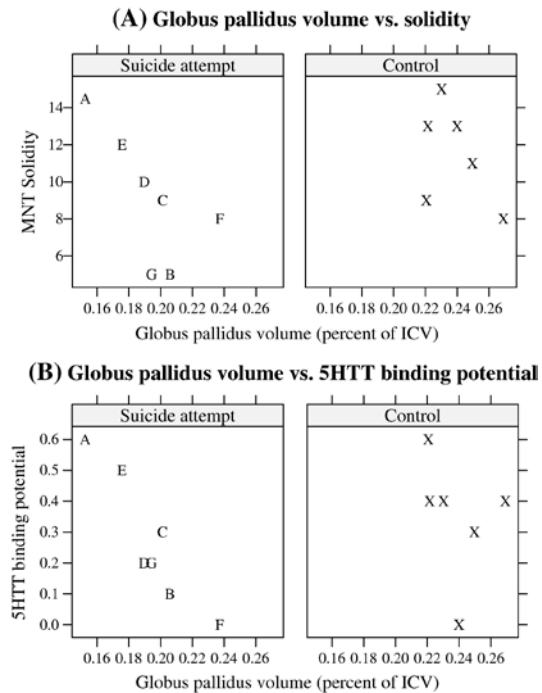 (A) Globus pallidus volume vs. solidity
Suicide attempt
Control
MNT Solidity
14
12
10
8
6
A
E
D
C
F
G
B
X
X
X
X
X
X
0.16 0.18 0.20 0.22 0.24 0.26
0.16 0.18 0.20 0.22 0.24 0.26
Globus pallidus volume (percent of ICV)
(B) Globus pallidus volume vs. 5HTT binding potential
Suicide attempt
Control
5HTT binding potential
0.6
0.5
0.4
0.3
0.2
0.1
0.0
A
E
C
D
G
B
F
X
X
X
X
X
X
0.16 0.18 0.20 0.22 0.24 0.26
0.16 0.18 0.20 0.22 0.24 0.26
Globus pallidus volume (percent of ICV)